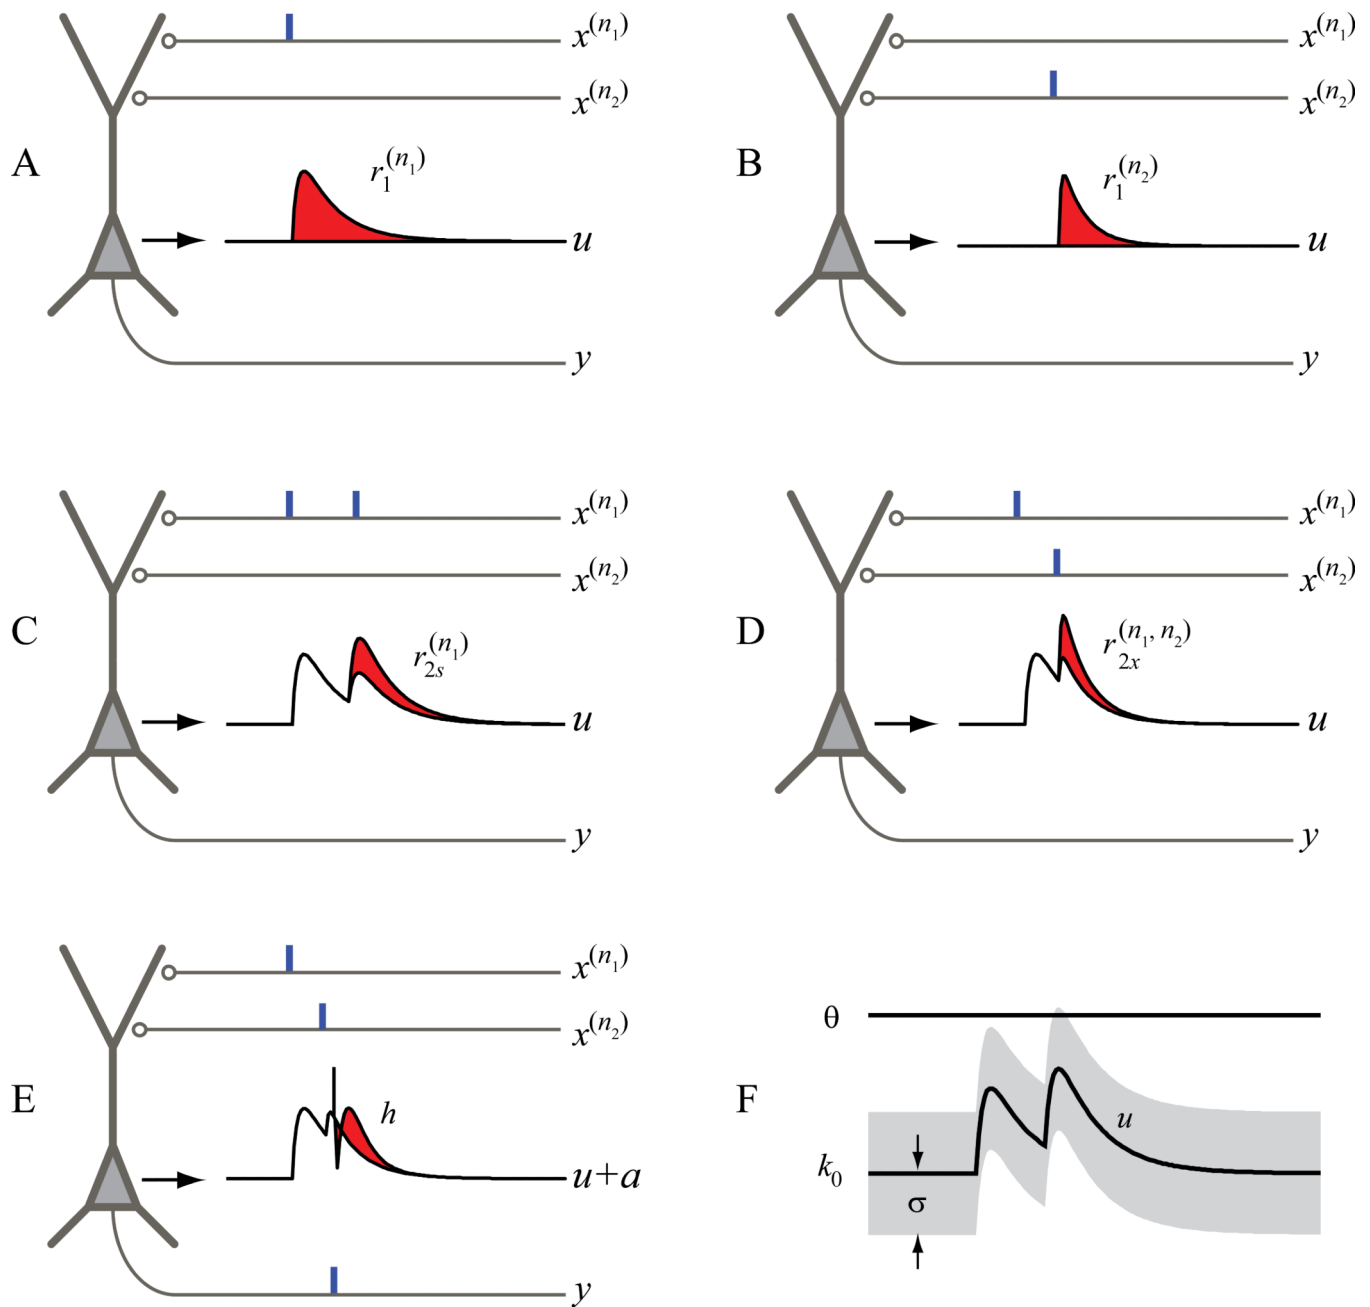 x^(n₁)
x^(n₂)
A
r₁^(n₁)
u
y
x^(n₁)
x^(n₂)
B
r₁^(n₂)
u
y
x^(n₁)
x^(n₂)
C
r₂ₛ^(n₁)
u
y
x^(n₁)
x^(n₂)
D
r₂ₓ^(n₁, n₂)
u
y
x^(n₁)
x^(n₂)
E
h
u+a
y
θ
F
u
k₀
σ